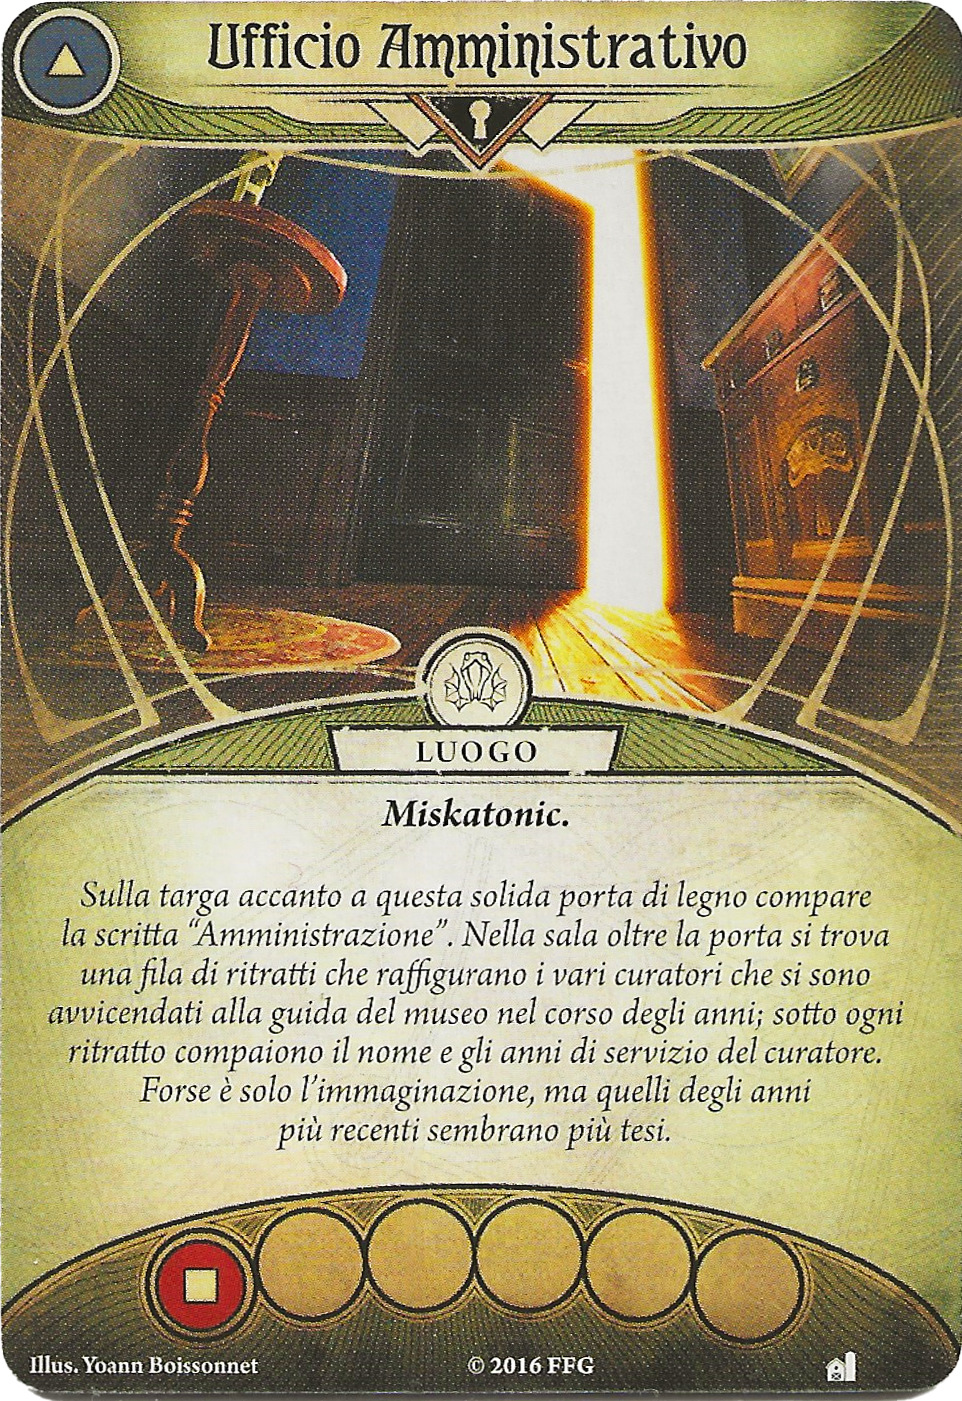 Ufficio Amministrativo
LUOGO
Miskatonic.
Sulla targa accanto a questa solida porta di legno compare
la scritta “Amministrazione”. Nella sala oltre la porta si trova
una fila di ritratti che raffigurano i vari curatori che si sono
avvicendati alla guida del museo nel corso degli anni; sotto ogni
ritratto compaiono il nome e gli anni di servizio del curatore.
Forse è solo l’immaginazione, ma quelli degli anni
più recenti sembrano più tesi.
Illus. Yoann Boissonnet
© 2016 FFG